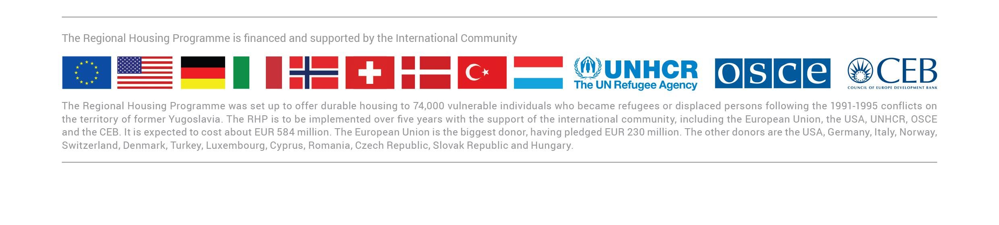 The Regional Housing Programme is financed and supported by the International Community
UNHCR
The UN Refugee Agency
osce
CEB
COUNCIL OF EUROPE DEVELOPMENT BANK
The Regional Housing Programme was set up to offer durable housing to 74,000 vulnerable individuals who became refugees or displaced persons following the 1991-1995 conflicts on
the territory of former Yugoslavia. The RHP is to be implemented over five years with the support of the international community, including the European Union, the USA, UNHCR, OSCE
and the CEB. It is expected to cost about EUR 584 million. The European Union is the biggest donor, having pledged EUR 230 million. The other donors are the USA, Germany, Italy, Norway,
Switzerland, Denmark, Turkey, Luxembourg, Cyprus, Romania, Czech Republic, Slovak Republic and Hungary.